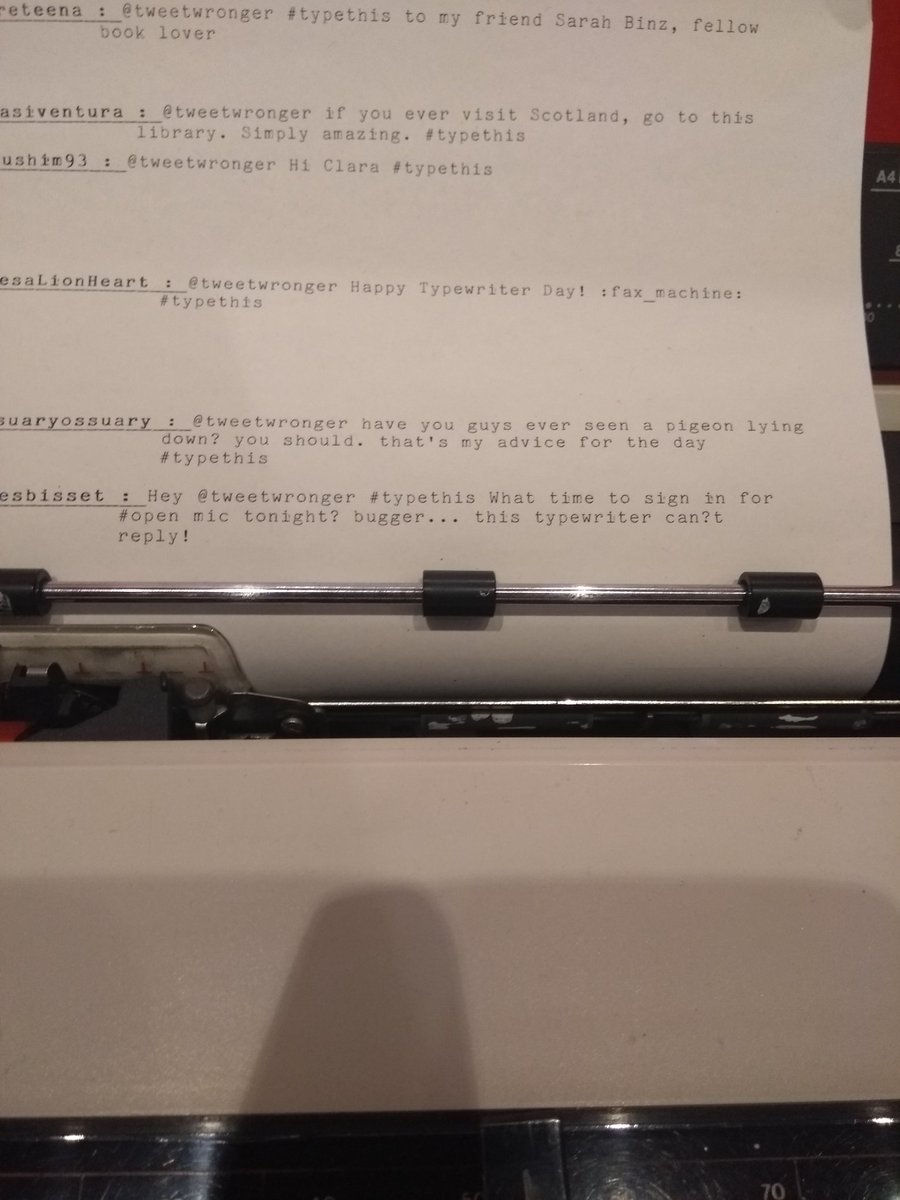 reteena : @tweetwronger #typethis to my friend Sarah Binz, fellow
book lover
asiventura : @tweetwronger if you ever visit Scotland, go to this
library. Simply amazing. #typethis
ushim93 : @tweetwronger Hi Clara #typethis
esaLionHeart : @tweetwronger Happy Typewriter Day! :fax_machine:
#typethis
suaryossuary : @tweetwronger have you guys ever seen a pigeon lying
down? you should. that's my advice for the day
#typethis
esbisset : Hey @tweetwronger #typethis What time to sign in for
#open mic tonight? bugger... this typewriter can?t
reply!
A4
70